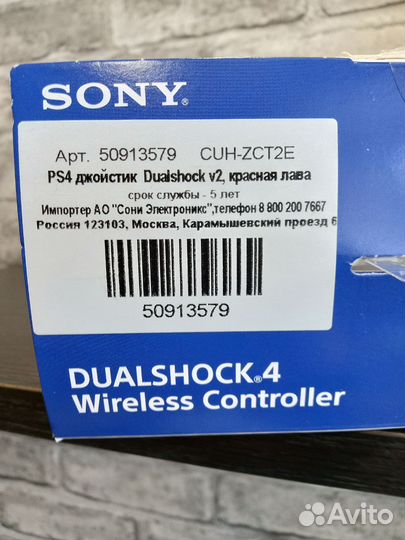 SONY®
Арт. 50913579 CUH-ZCT2E
PS4 джойстик Dualshock v2, красная лава
срок службы - 5 лет
Импортер АО "Сони Электроникс",телефон 8 800 200 7667
Россия 123103, Москва, Карамышевский проезд 6
50913579
DUALSHOCK®4
Wireless Controller
Avito